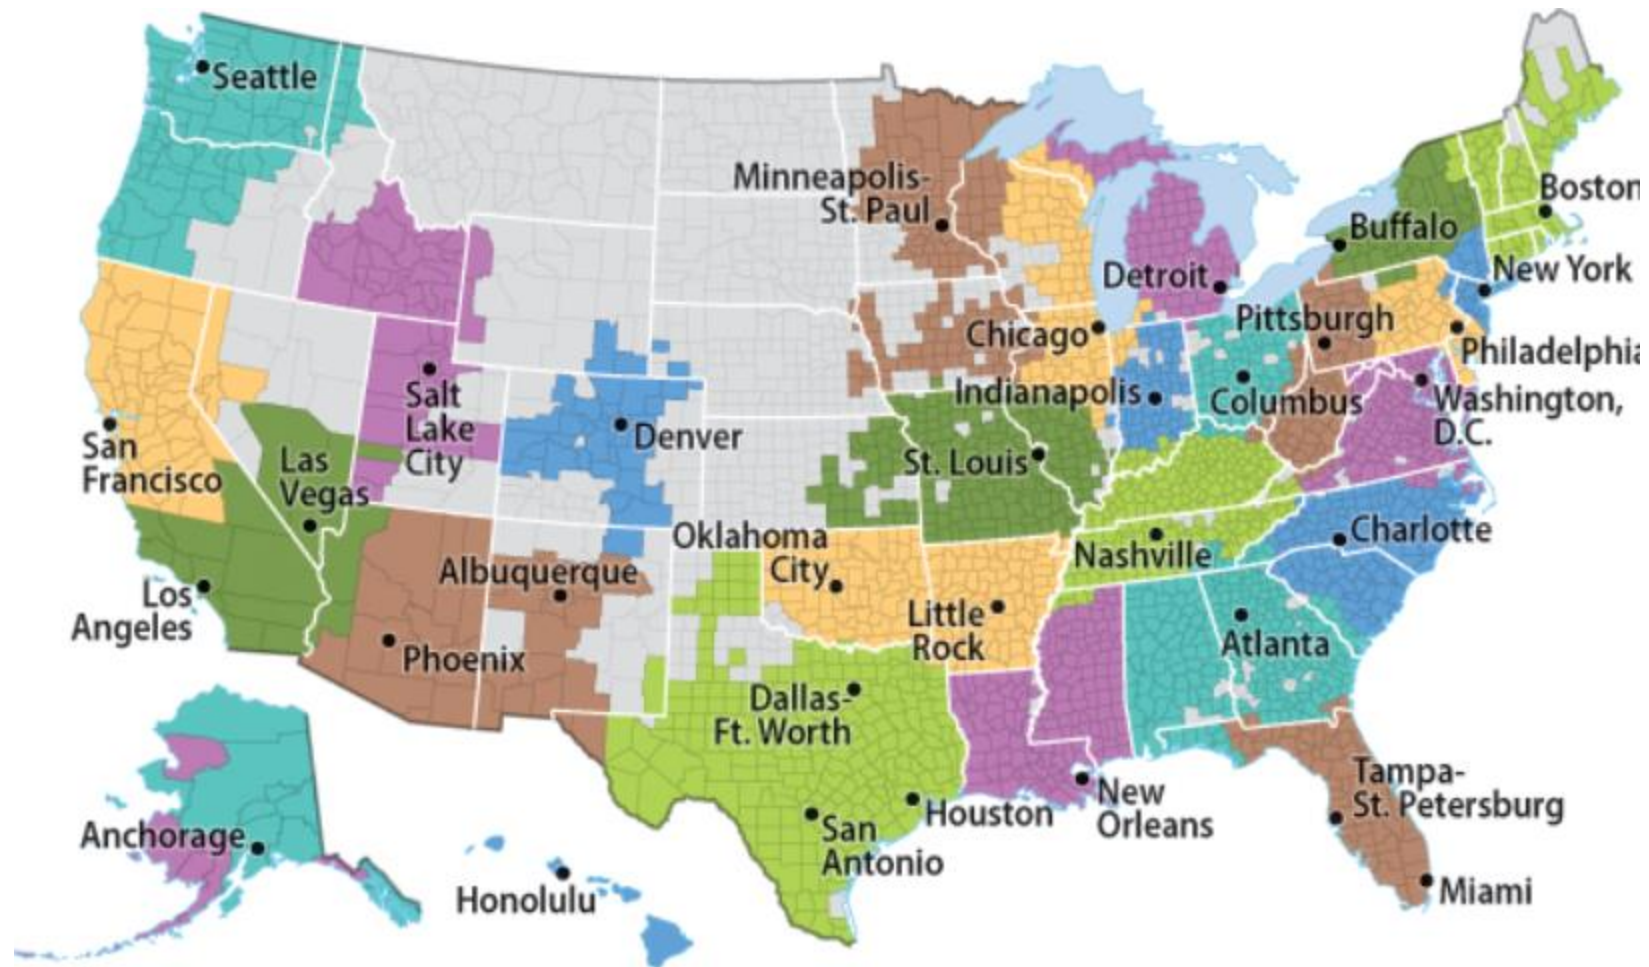 Seattle
Minneapolis-
St. Paul
Boston
Buffalo
New York
Detroit
Pittsburgh
Chicago
Philadelphia
Salt
Lake
City
Indianapolis
Columbus
Washington,
D.C.
San
Francisco
Denver
Las
Vegas
St. Louis
Oklahoma
City
Charlotte
Nashville
Albuquerque
Los
Angeles
Little
Rock
Atlanta
Phoenix
Dallas-
Ft. Worth
Tampa-
St. Petersburg
New
Orleans
Houston
Anchorage
San
Antonio
Honolulu
Miami